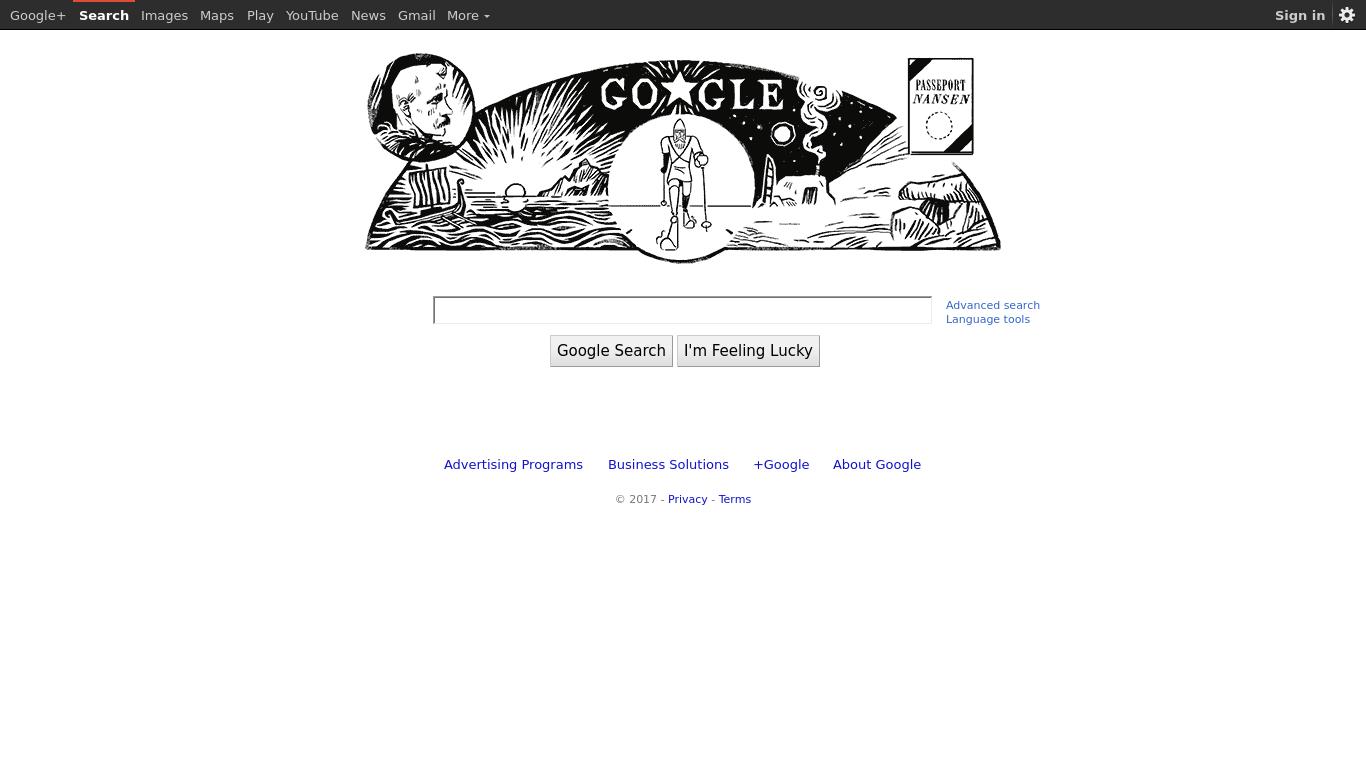 Google+ Search Images Maps Play YouTube News Gmail More Sign in
GO★GLE
PASSEPORT
NANSEN
Advanced search
Language tools
Google Search I'm Feeling Lucky
Advertising Programs Business Solutions +Google About Google
© 2017 - Privacy - Terms